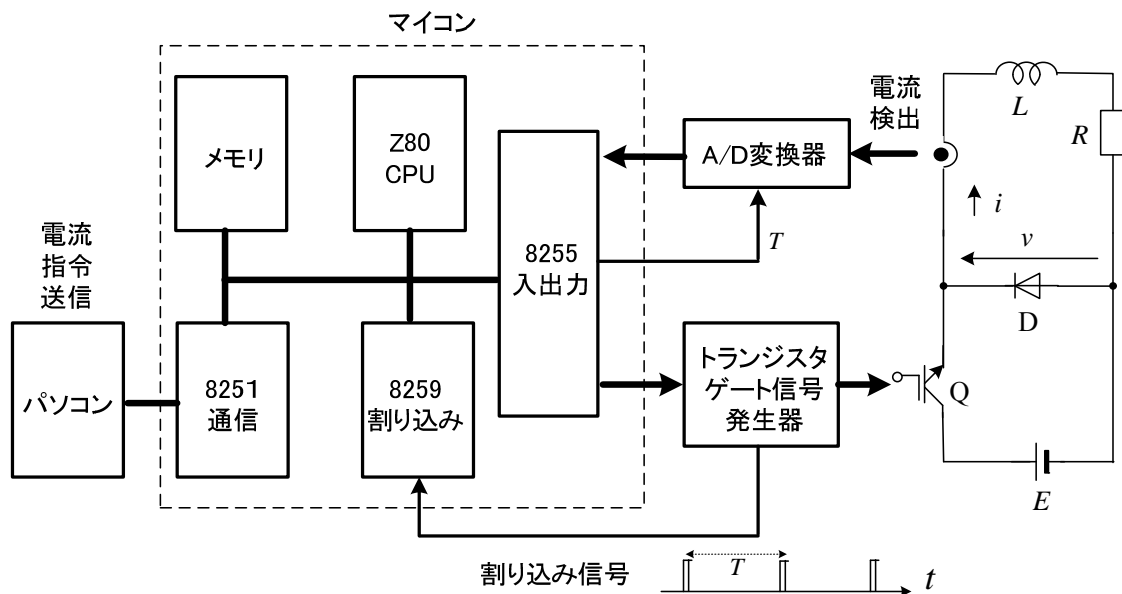 マイコン
メモリ
Z80
CPU
8255
入出力
A/D変換器
電流
検出
L
R
i
T
v
D
電流
指令
送信
パソコン
8251
通信
8259
割り込み
トランジスタ
ゲート信号
発生器
Q
E
割り込み信号
T
t